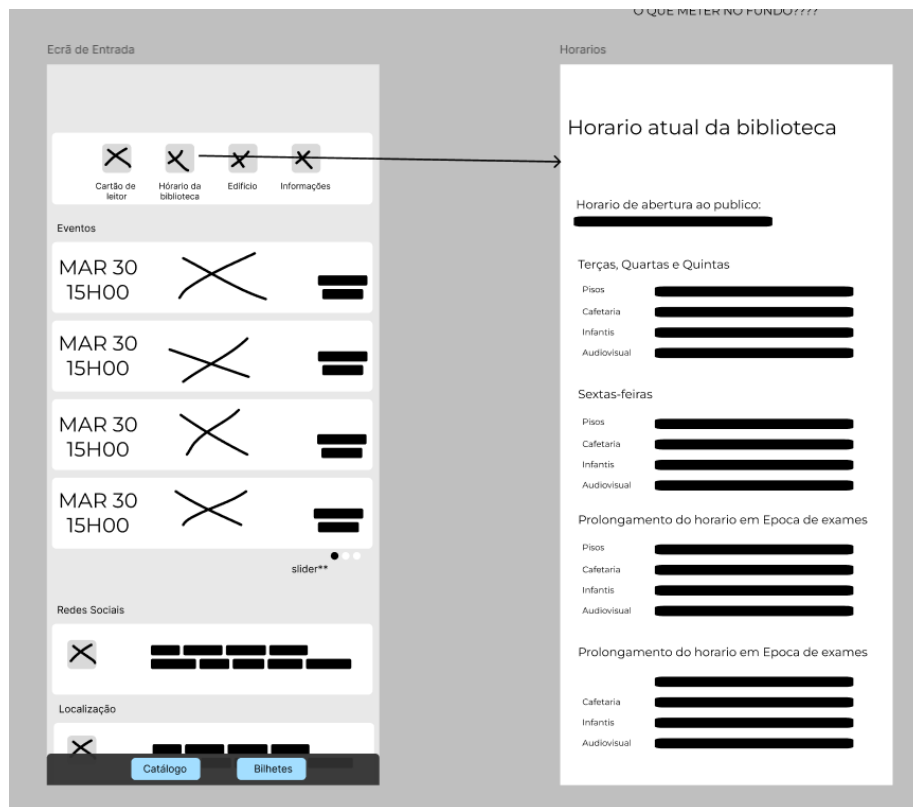 O QUE METER NO FUNDO????
Ecrã de Entrada
Cartão de
leitor
Hórario da
biblioteca
Edificio
Informações
Eventos
MAR 30
15H00
MAR 30
15H00
MAR 30
15H00
MAR 30
15H00
slider**
Redes Sociais
Localização
Catálogo
Bilhetes
Horarios
Horario atual da biblioteca
Horario de abertura ao publico:
Terças, Quartas e Quintas
Pisos
Cafetaria
Infantis
Audiovisual
Sextas-feiras
Pisos
Cafetaria
Infantis
Audiovisual
Prolongamento do horario em Epoca de exames
Pisos
Cafetaria
Infantis
Audiovisual
Prolongamento do horario em Epoca de exames
Cafetaria
Infantis
Audiovisual